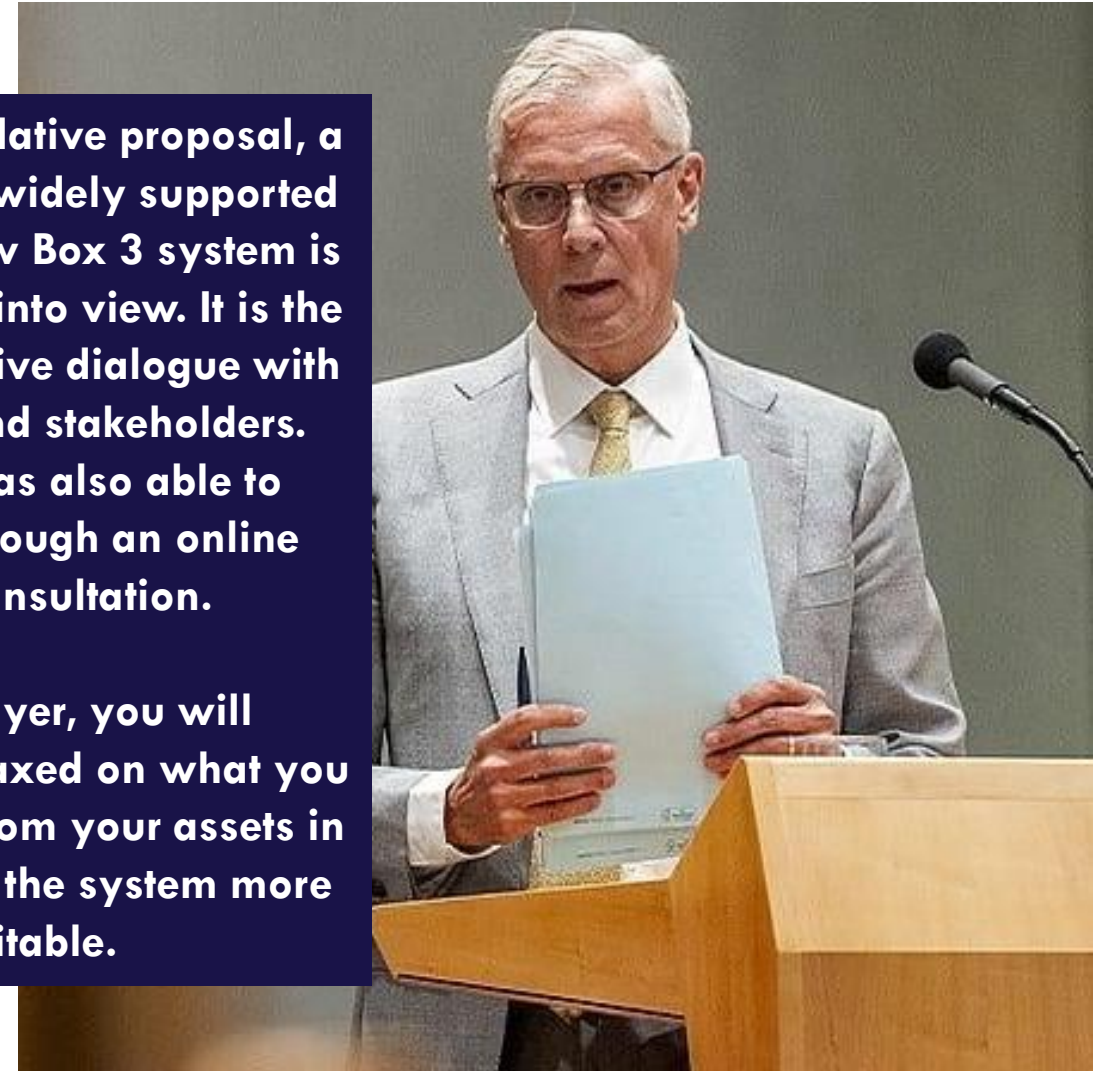 lative proposal, a
widely supported
v Box 3 system is
into view. It is the
ive dialogue with
nd stakeholders.
as also able to
ough an online
nsultation.
yer, you will
axed on what you
om your assets in
the system more
itable.